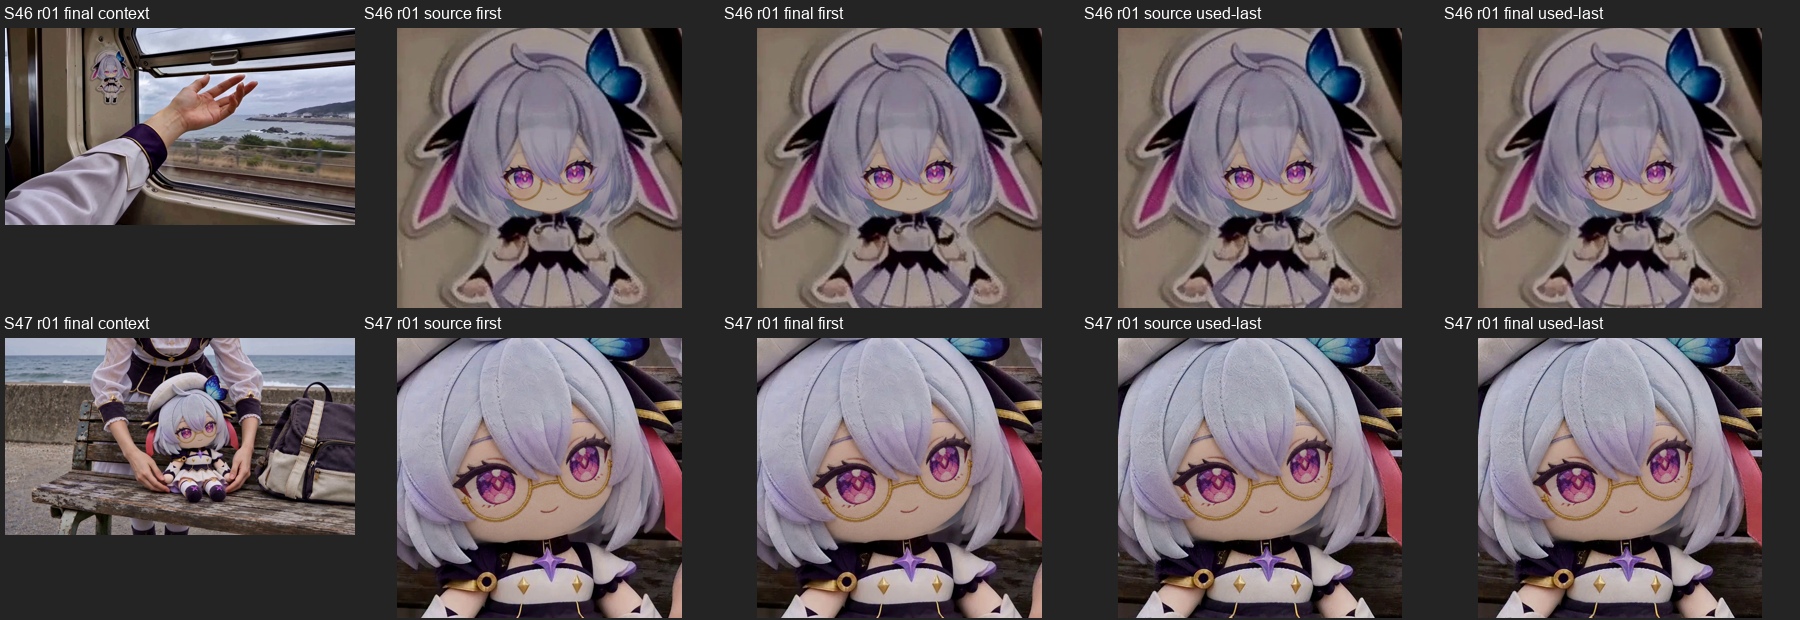 S46 r01 final context
S46 r01 source first
S46 r01 final first
S46 r01 source used-last
S46 r01 final used-last
S47 r01 final context
S47 r01 source first
S47 r01 final first
S47 r01 source used-last
S47 r01 final used-last